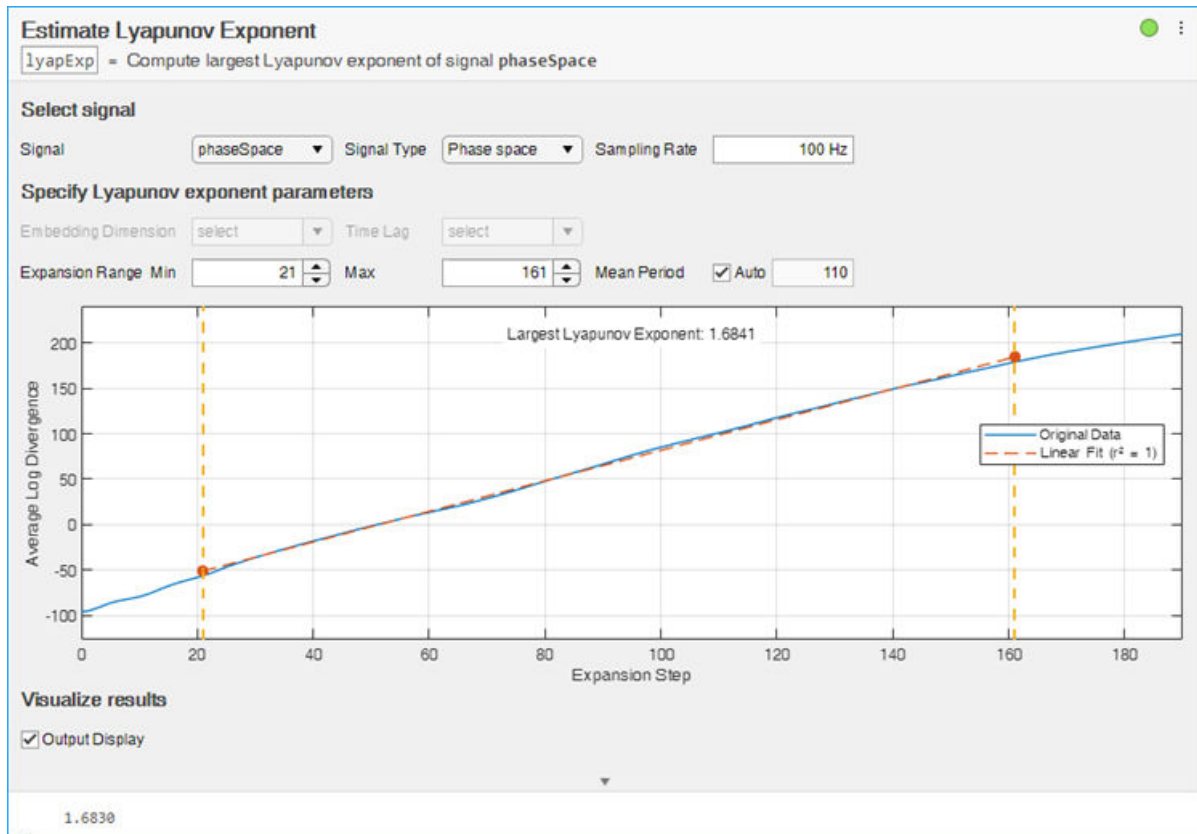 Estimate Lyapunov Exponent
lyapExp = Compute largest Lyapunov exponent of signal phaseSpace
Select signal
Signal phaseSpace Signal Type Phase space Sampling Rate 100 Hz
Specify Lyapunov exponent parameters
Embedding Dimension select Time Lag select
Expansion Range Min 21 Max 161 Mean Period Auto 110
Largest Lyapunov Exponent: 1.6841
200
150
100
50
0
-50
-100
Average Log Divergence
Original Data
Linear Fit (r² = 1)
0 20 40 60 80 100 120 140 160 180
Expansion Step
Visualize results
Output Display
1.6830